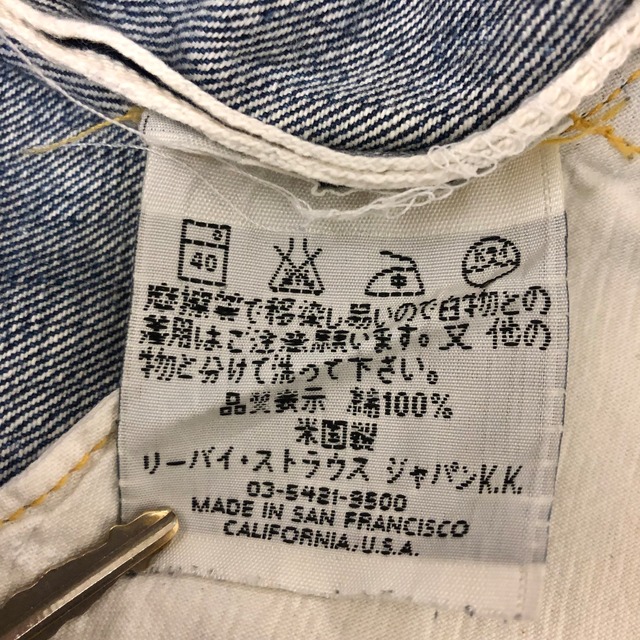 40
ドライ
摩擦等で移染し易いので白物との
着用はご注意願います。又 他の
物と分けて洗って下さい。
品質表示 綿100%
米国製
リーバイ・ストラウス ジャパンK.K.
03-5421-9500
MADE IN SAN FRANCISCO
CALIFORNIA.U.S.A.